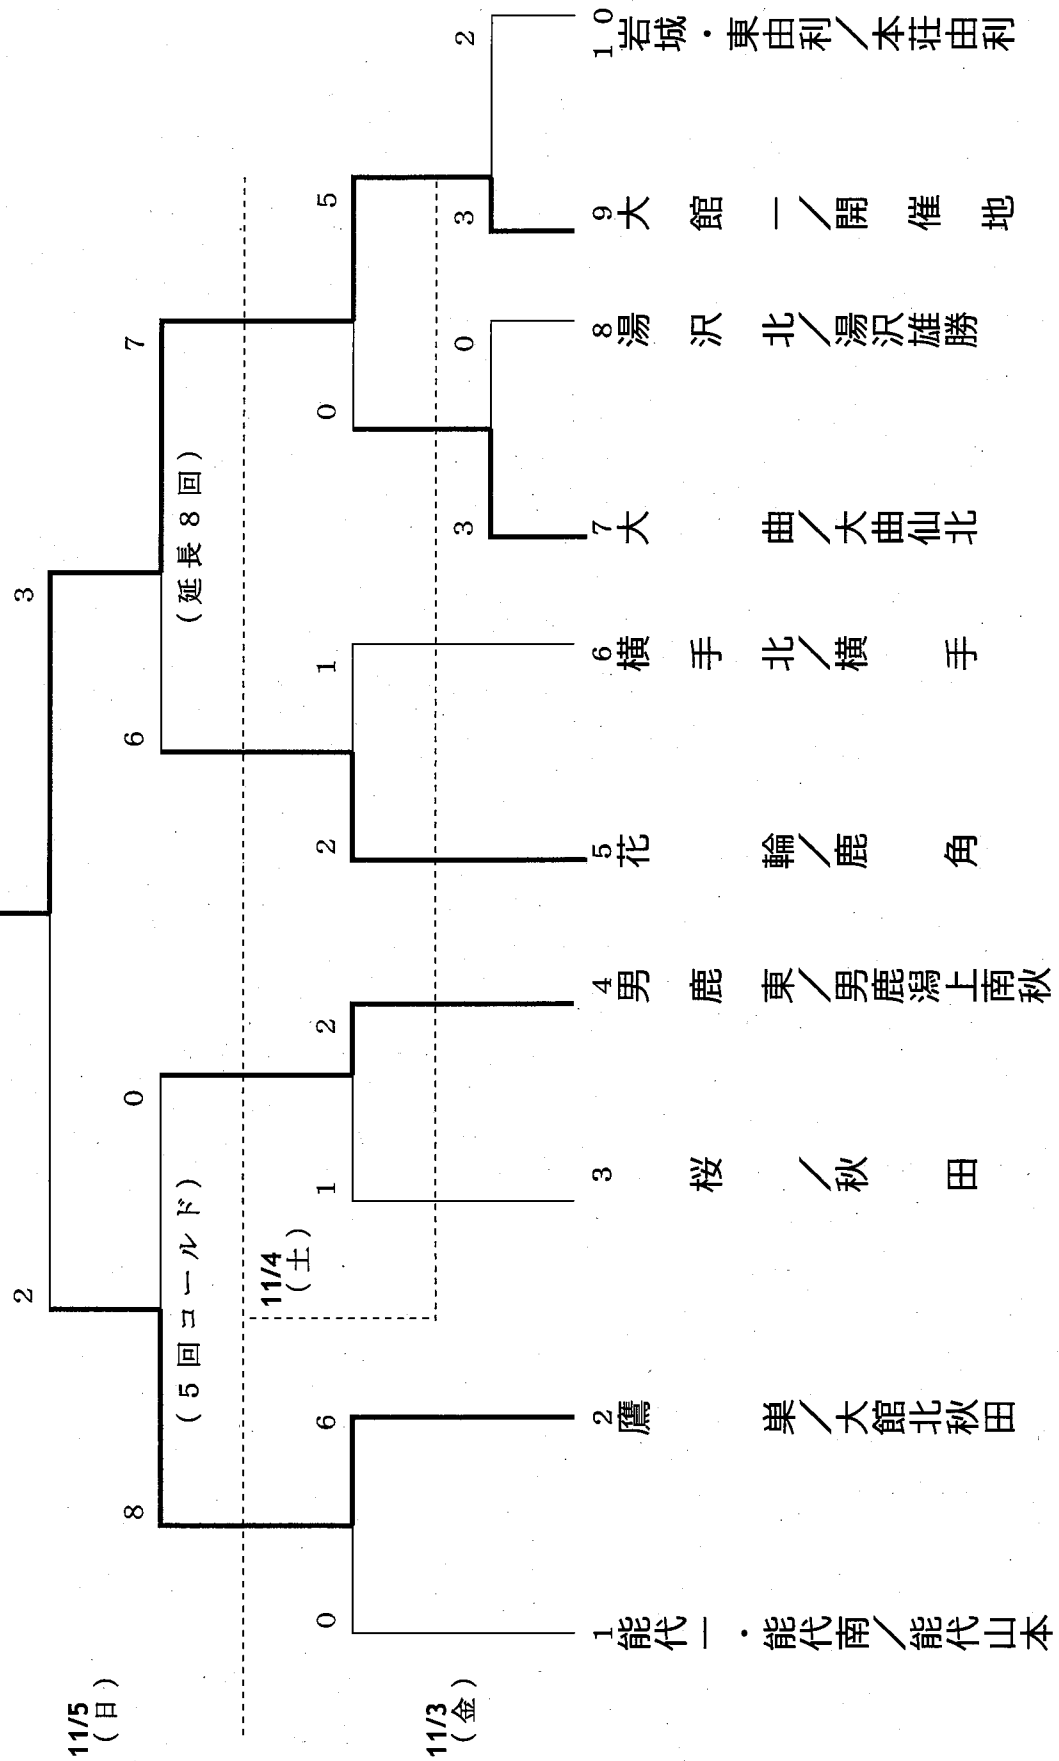 11/5
(日)
11/4
(土)
11/3
(金)
2
3
8
(5回コールド)
0
6
(延長8回)
7
0
6
1
2
2
1
0
5
3
0
3
2
1 能代一・能代南／能代山本
2 鷹巣／大館北秋田
3 桜／秋田
4 男鹿東／男鹿潟上南秋
5 花輪／鹿角
6 横手北／横手
7 大曲／大曲仙北
8 湯沢北／湯沢雄勝
9 大館一／開催地
10 岩城・東由利／本荘由利